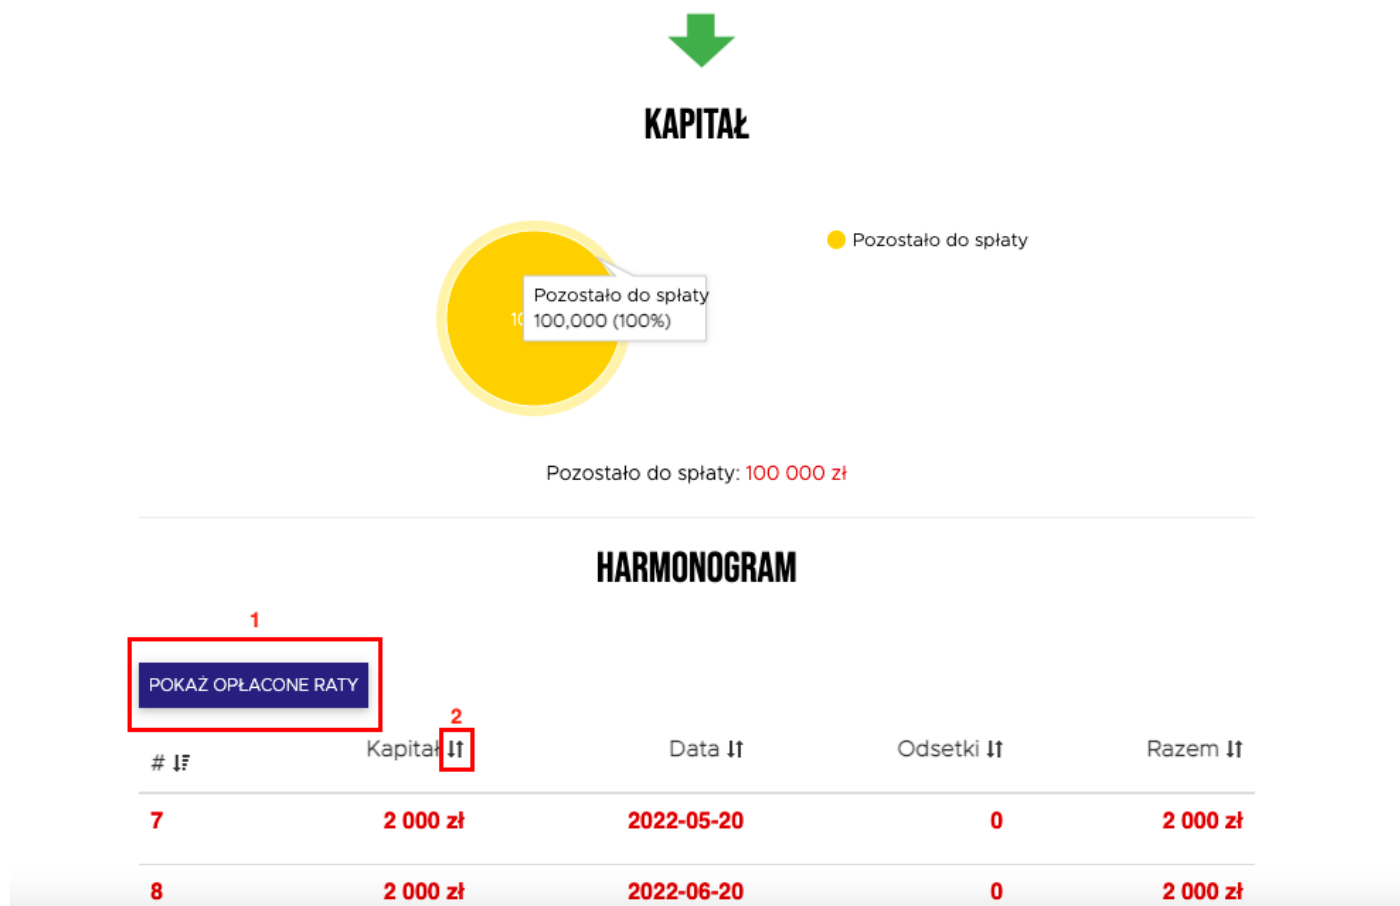 KAPITAŁ
Pozostało do spłaty
Pozostało do spłaty
100,000 (100%)
Pozostało do spłaty: 100 000 zł
HARMONOGRAM
1
POKAŻ OPŁACONE RATY
2
# Kapitał Data Odsetki Razem
7 2 000 zł 2022-05-20 0 2 000 zł
8 2 000 zł 2022-06-20 0 2 000 zł